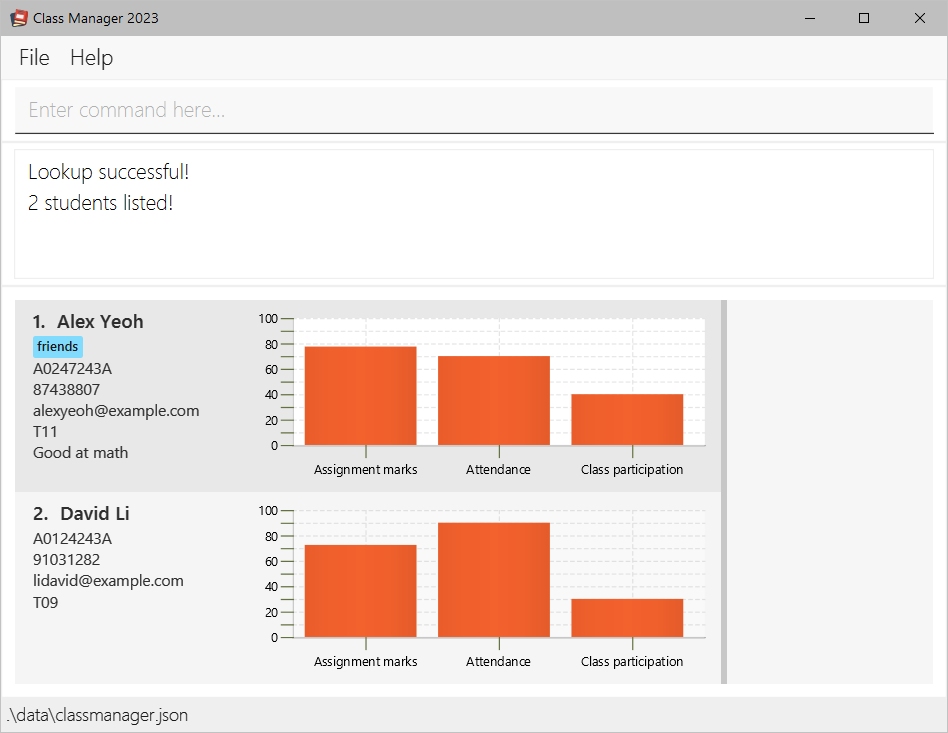 Class Manager 2023
File Help
Enter command here...
Lookup successful!
2 students listed!
1. Alex Yeoh
friends
A0247243A
87438807
alexyeoh@example.com
T11
Good at math
100
80
60
40
20
0
Assignment marks Attendance Class participation
2. David Li
A0124243A
91031282
lidavid@example.com
T09
100
80
60
40
20
0
Assignment marks Attendance Class participation
.\data\classmanager.json